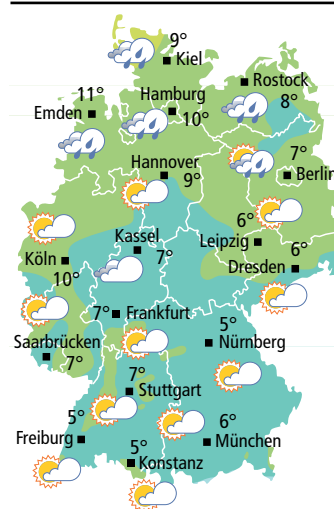 9°
Kiel
Rostock
8°
11°
Emden
Hamburg
10°
7°
Berlin
Hannover
9°
6°
Leipzig
Kassel
7°
6°
Dresden
Köln
10°
7°
Frankfurt
5°
Nürnberg
Saarbrücken
7°
7°
Stuttgart
5°
Freiburg
6°
München
5°
Konstanz